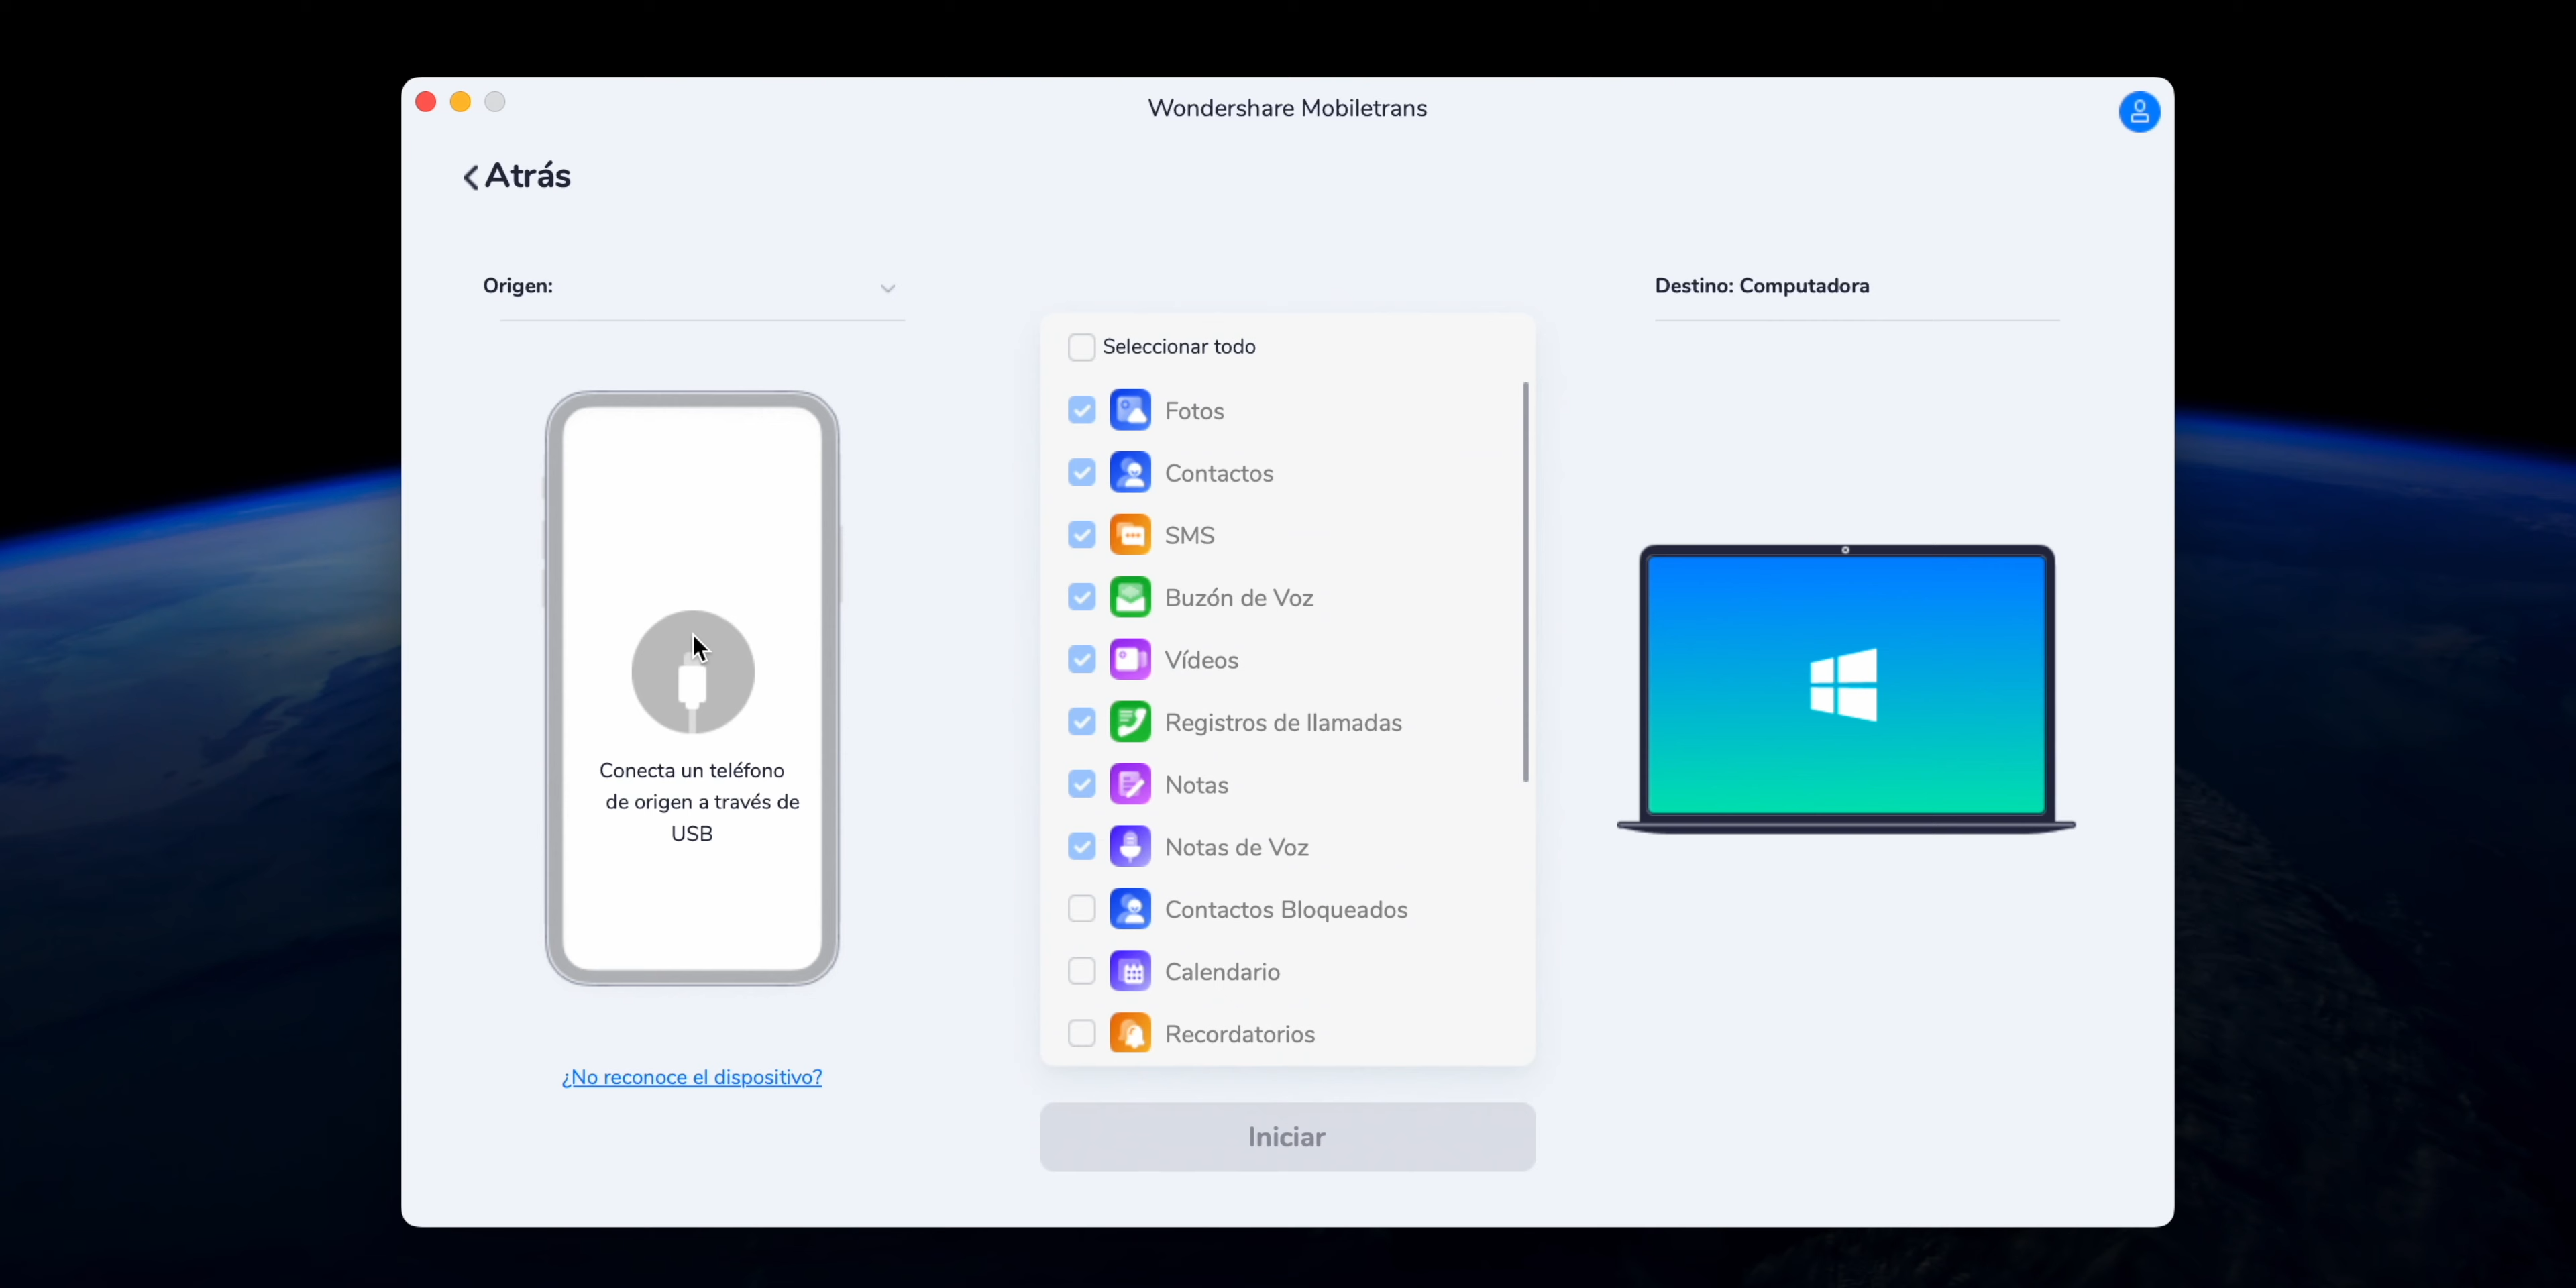 Wondershare Mobiletrans
Atrás
Origen:
Destino: Computadora
Seleccionar todo
Fotos
Contactos
SMS
Buzón de Voz
Vídeos
Registros de llamadas
Notas
Notas de Voz
Contactos Bloqueados
Calendario
Recordatorios
Conecta un teléfono
de origen a través de
USB
¿No reconoce el dispositivo?
Iniciar